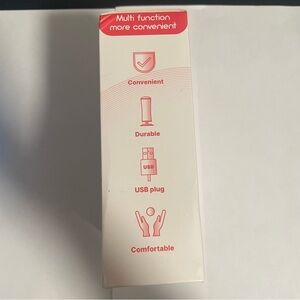 Multi function
more convenient
Convenient
Durable
USB
USB plug
Comfortable